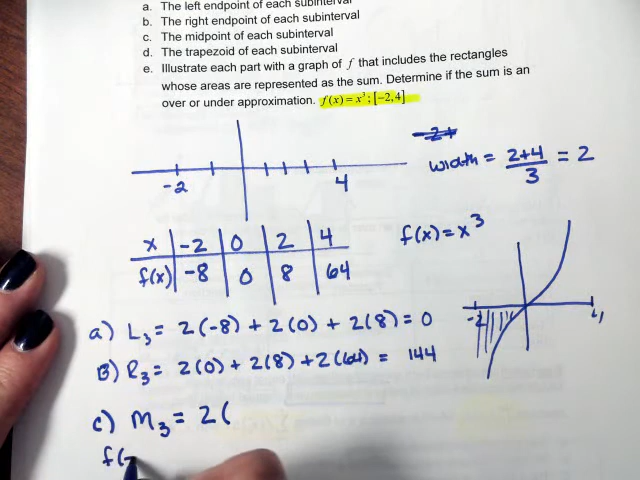 a. The left endpoint of each subinterval
b. The right endpoint of each subinterval
c. The midpoint of each subinterval
d. The trapezoid of each subinterval
e. Illustrate each part with a graph of f that includes the rectangles
whose areas are represented as the sum. Determine if the sum is an
over or under approximation. f(x)=x³;[-2,4]
-2+
width = 2+4/3 = 2
-2 4
x -2 0 2 4
f(x) -8 0 8 64
f(x)=x³
-2 4
a) L₃ = 2(-8) + 2(0) + 2(8) = 0
B) R₃ = 2(0) + 2(8) + 2(64) = 144
c) M₃ = 2(
f(-